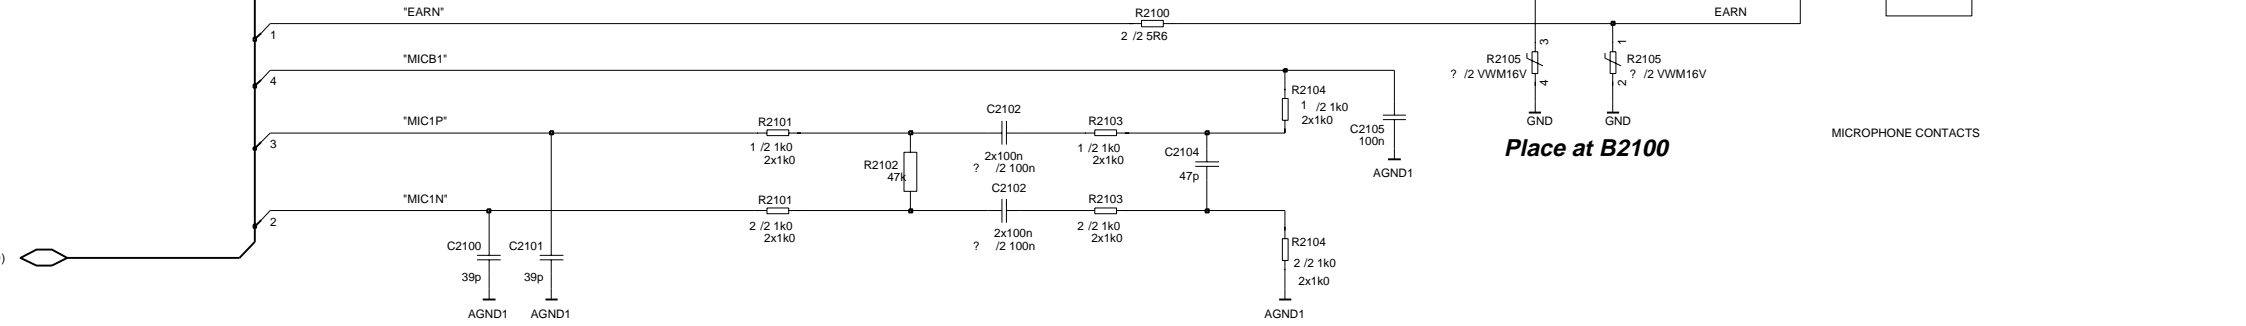 "EARN"
R2100
EARN
1
2 /2 5R6
3
1
"MICB1"
R2105
R2105
? /2 VWM16V
? /2 VWM16V
4
4
2
R2104
1 /2 1k0
2x1k0
C2102
GND
GND
"MIC1P"
R2101
R2103
C2105
100n
MICROPHONE CONTACTS
3
1 /2 1k0
2x1k0
1 /2 1k0
2x1k0
Place at B2100
R2102
47k
2x100n
? /2 100n
C2104
47p
AGND1
C2102
"MIC1N"
R2101
R2103
2
2 /2 1k0
2x1k0
2x100n
? /2 100n
2 /2 1k0
2x1k0
C2100
C2101
R2104
)
39p
39p
2 /2 1k0
2x1k0
AGND1
AGND1
AGND1